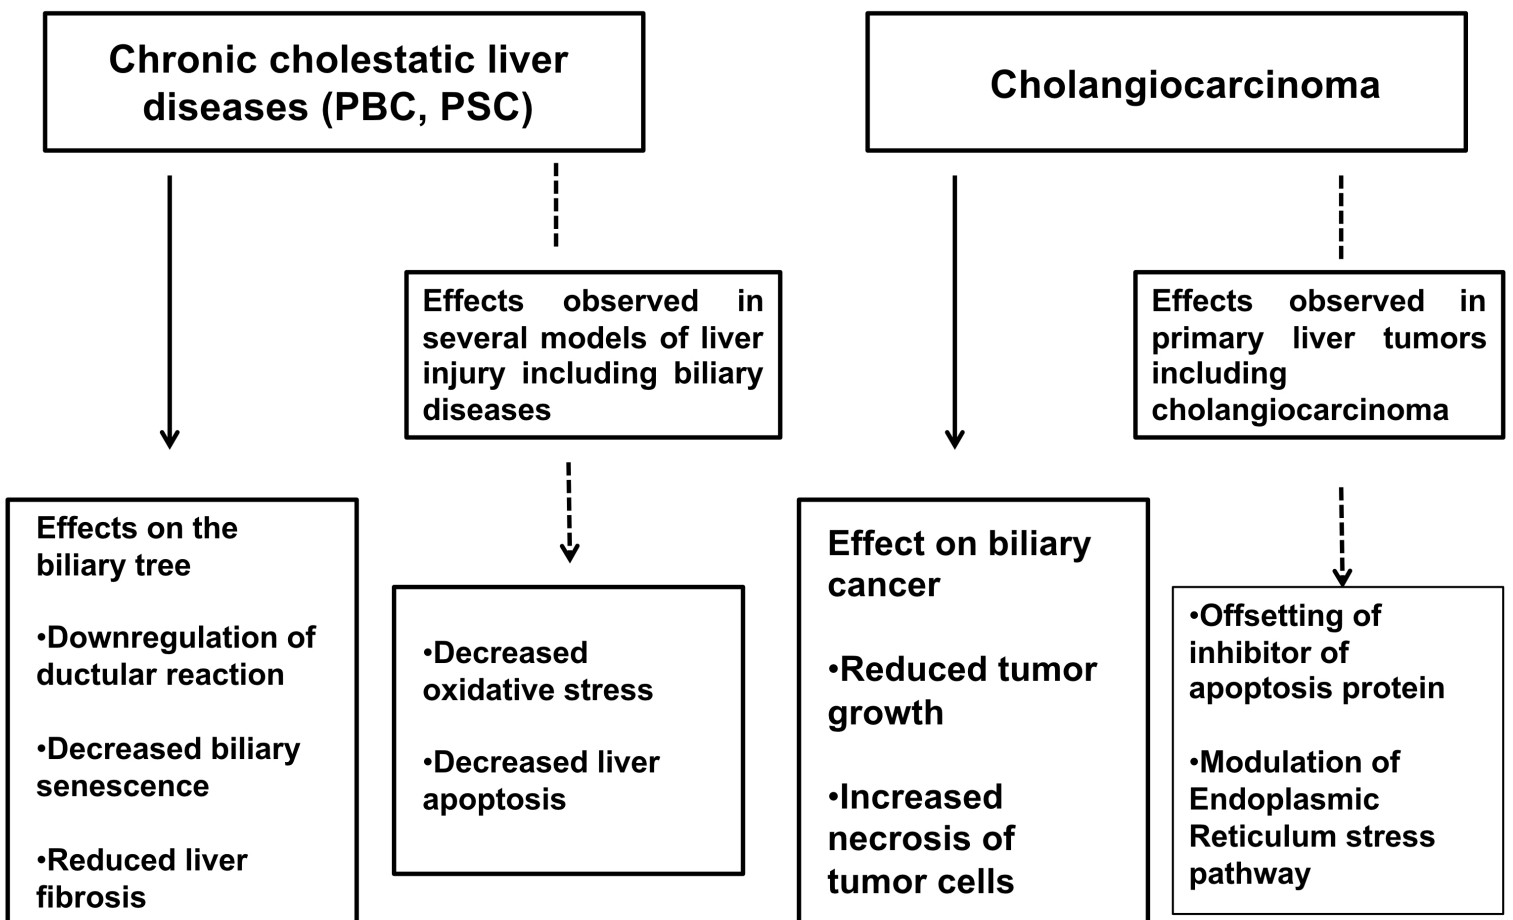 Chronic cholestatic liver
diseases (PBC, PSC)
Cholangiocarcinoma
Effects observed in
several models of liver
injury including biliary
diseases
Effects observed in
primary liver tumors
including
cholangiocarcinoma
Effects on the
biliary tree
•Downregulation of
ductular reaction
•Decreased biliary
senescence
•Reduced liver
fibrosis
•Decreased
oxidative stress
•Decreased liver
apoptosis
Effect on biliary
cancer
•Reduced tumor
growth
•Increased
necrosis of
tumor cells
•Offsetting of
inhibitor of
apoptosis protein
•Modulation of
Endoplasmic
Reticulum stress
pathway